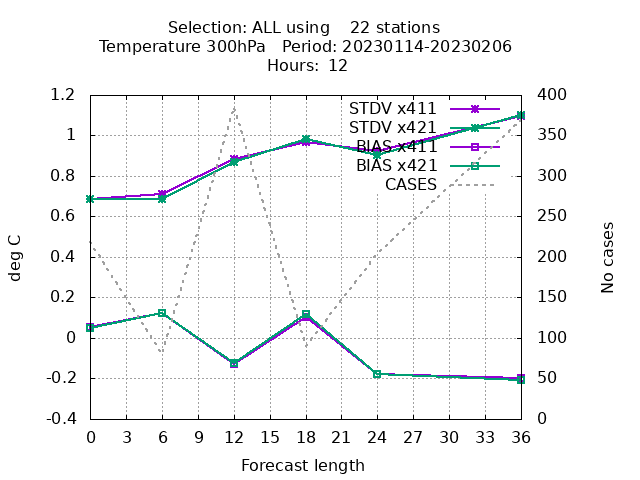 Selection: ALL using    22 stations
Temperature 300hPa   Period: 20230114-20230206
Hours: 12
STDV x411
STDV x421
BIAS x411
BIAS x421
CASES
1.2
1
0.8
0.6
0.4
0.2
0
-0.2
-0.4
400
350
300
250
200
150
100
50
0
deg C
No cases
0 3 6 9 12 15 18 21 24 27 30 33 36
Forecast length